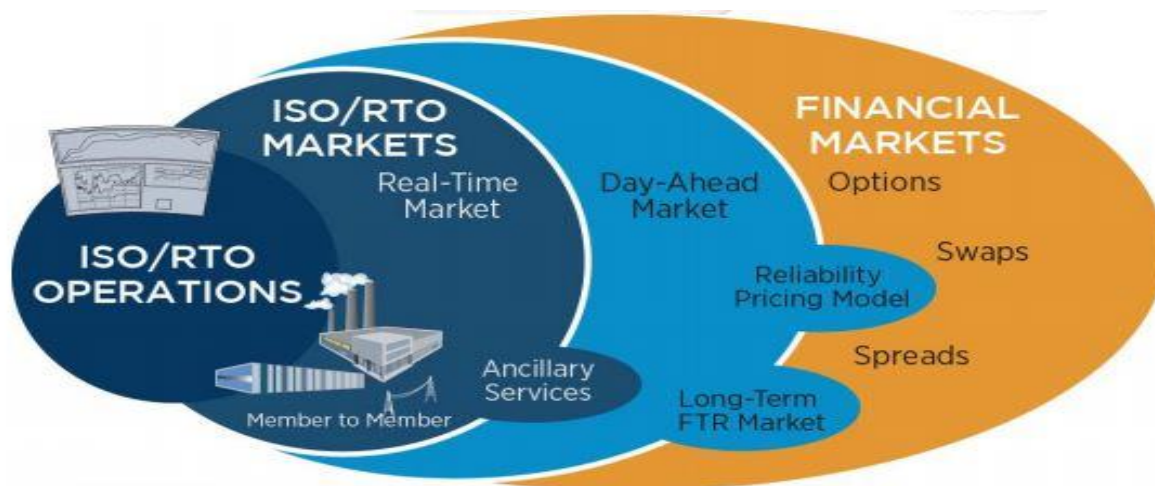 ISO/RTO
MARKETS
Real-Time
Market
ISO/RTO
OPERATIONS
Member to Member
Ancillary
Services
Day-Ahead
Market
Reliability
Pricing Model
Long-Term
FTR Market
FINANCIAL
MARKETS
Options
Swaps
Spreads